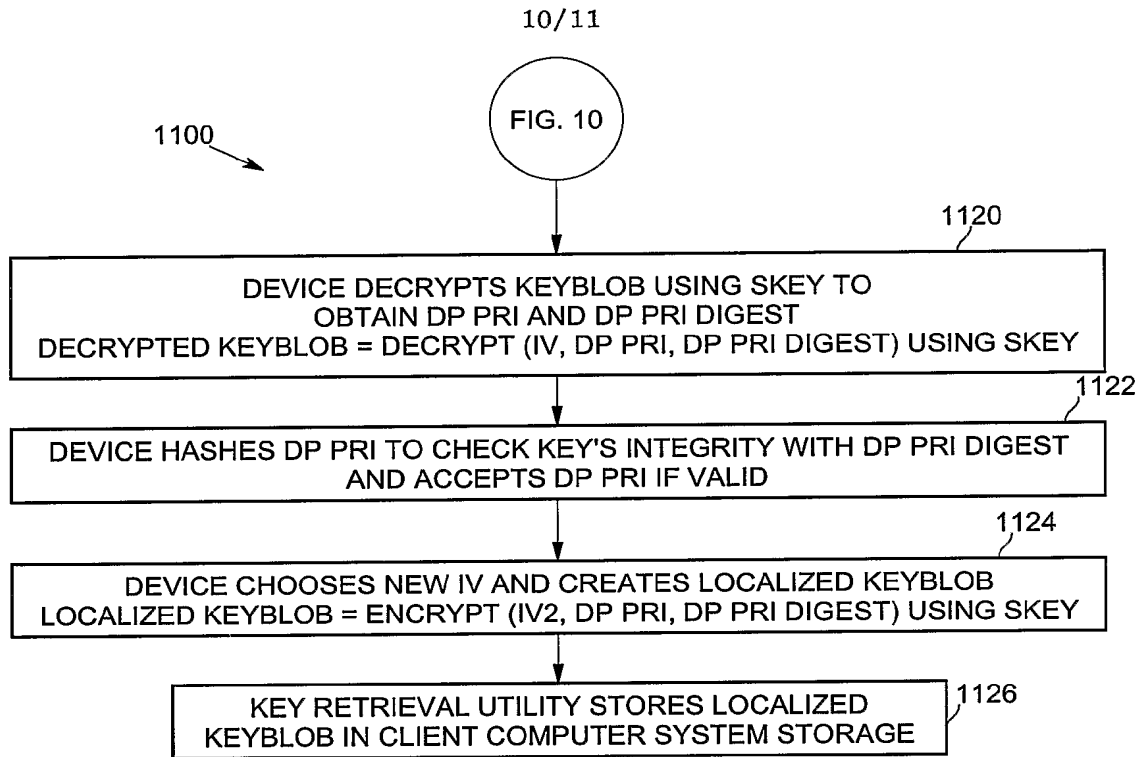 10/11
FIG. 10
1100
1120
DEVICE DECRYPTS KEYBLOB USING SKEY TO
OBTAIN DP PRI AND DP PRI DIGEST
DECRYPTED KEYBLOB = DECRYPT (IV, DP PRI, DP PRI DIGEST) USING SKEY
1122
DEVICE HASHES DP PRI TO CHECK KEY'S INTEGRITY WITH DP PRI DIGEST
AND ACCEPTS DP PRI IF VALID
1124
DEVICE CHOOSES NEW IV AND CREATES LOCALIZED KEYBLOB
LOCALIZED KEYBLOB = ENCRYPT (IV2, DP PRI, DP PRI DIGEST) USING SKEY
1126
KEY RETRIEVAL UTILITY STORES LOCALIZED
KEYBLOB IN CLIENT COMPUTER SYSTEM STORAGE